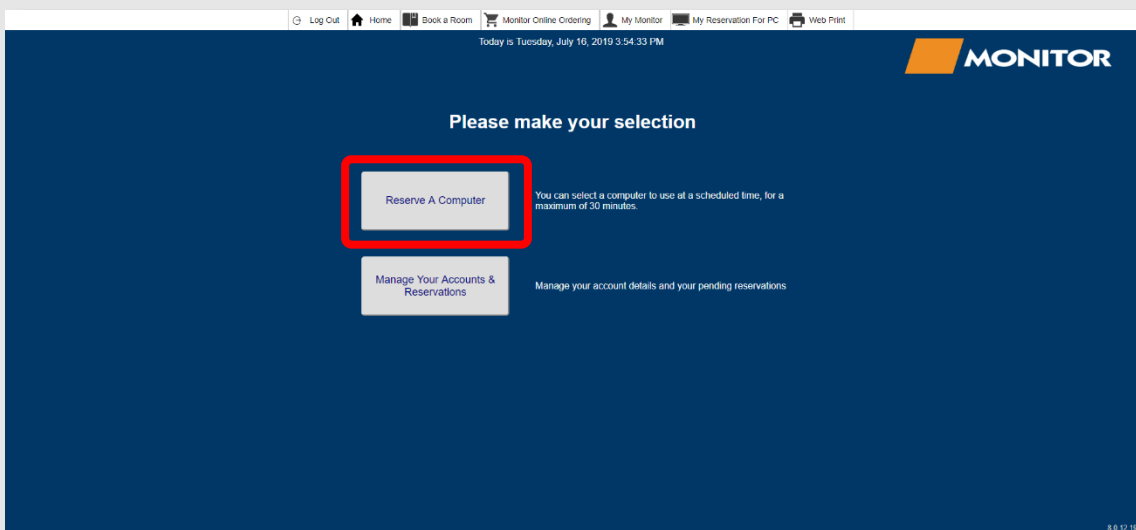 Log Out Home Book a Room Monitor Online Ordering My Monitor My Reservation For PC Web Print
Today is Tuesday, July 16, 2019 3:54:33 PM
MONITOR
Please make your selection
Reserve A Computer
You can select a computer to use at a scheduled time, for a
maximum of 30 minutes.
Manage Your Accounts &
Reservations
Manage your account details and your pending reservations